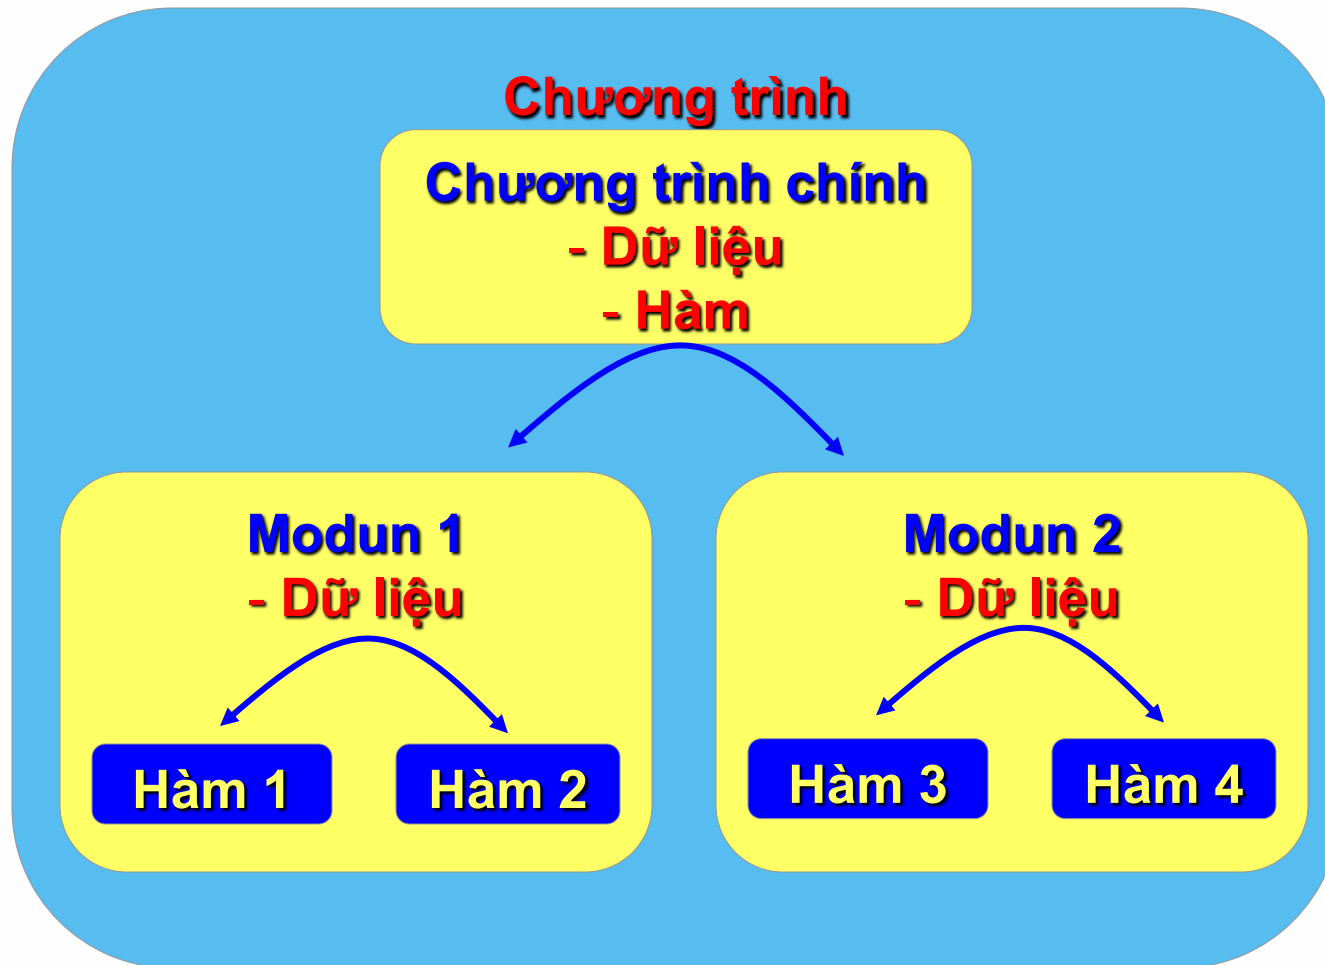 Chương trình
Chương trình chính
- Dữ liệu
- Hàm
Modun 1
- Dữ liệu
Hàm 1
Hàm 2
Modun 2
- Dữ liệu
Hàm 3
Hàm 4